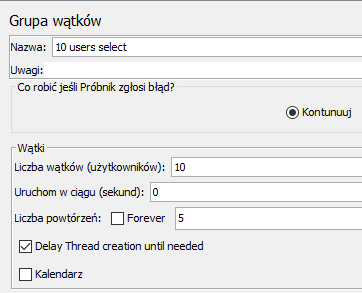 Grupa wątków
Nazwa: 10 users select
Uwagi:
Co robić jeśli Próbnik zgłosi błąd?
Kontunuuj
Wątki
Liczba wątków (użytkowników): 10
Uruchom w ciągu (sekund): 0
Liczba powtórzeń: Forever 5
Delay Thread creation until needed
Kalendarz